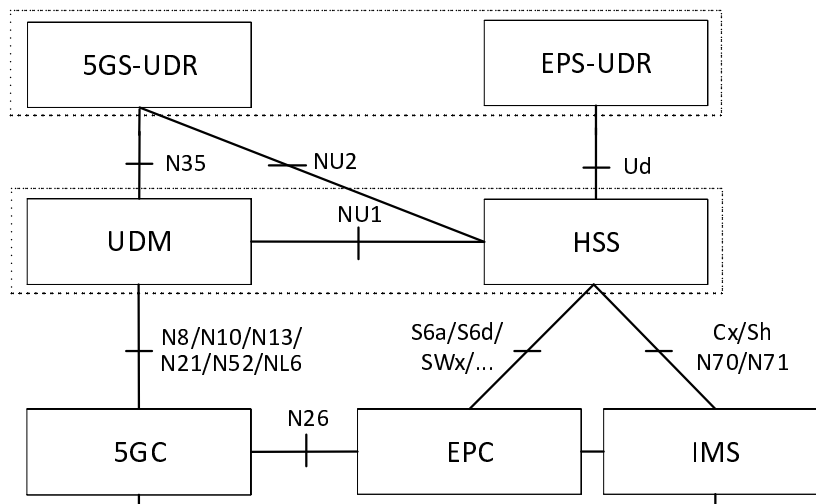 5GS-UDR
EPS-UDR
N35
NU2
Ud
UDM
NU1
HSS
N8/N10/N13/
N21/N52/NL6
S6a/S6d/
SWx/...
Cx/Sh
N70/N71
5GC
N26
EPC
IMS